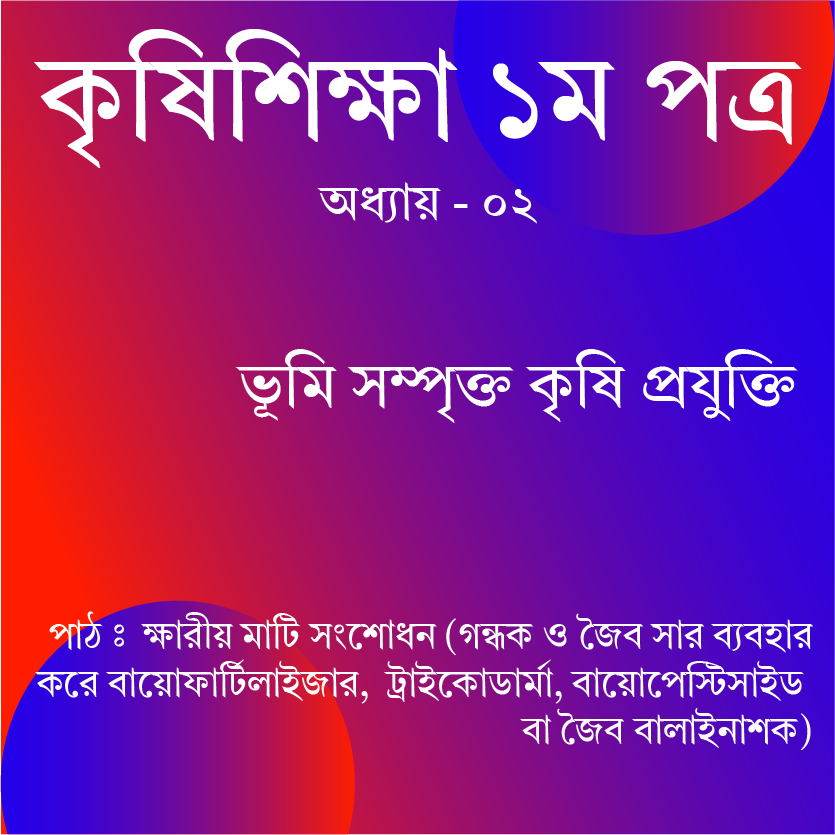 কৃষিশিক্ষা ১ম পত্র
অধ্যায় - ০২
ভূমি সম্পৃক্ত কৃষি প্রযুক্তি
পাঠ ঃ ক্ষারীয় মাটি সংশোধন (গন্ধক ও জৈব সার ব্যবহার
করে বায়োফার্টিলাইজার, ট্রাইকোডার্মা, বায়োপেস্টিসাইড
বা জৈব বালাইনাশক)